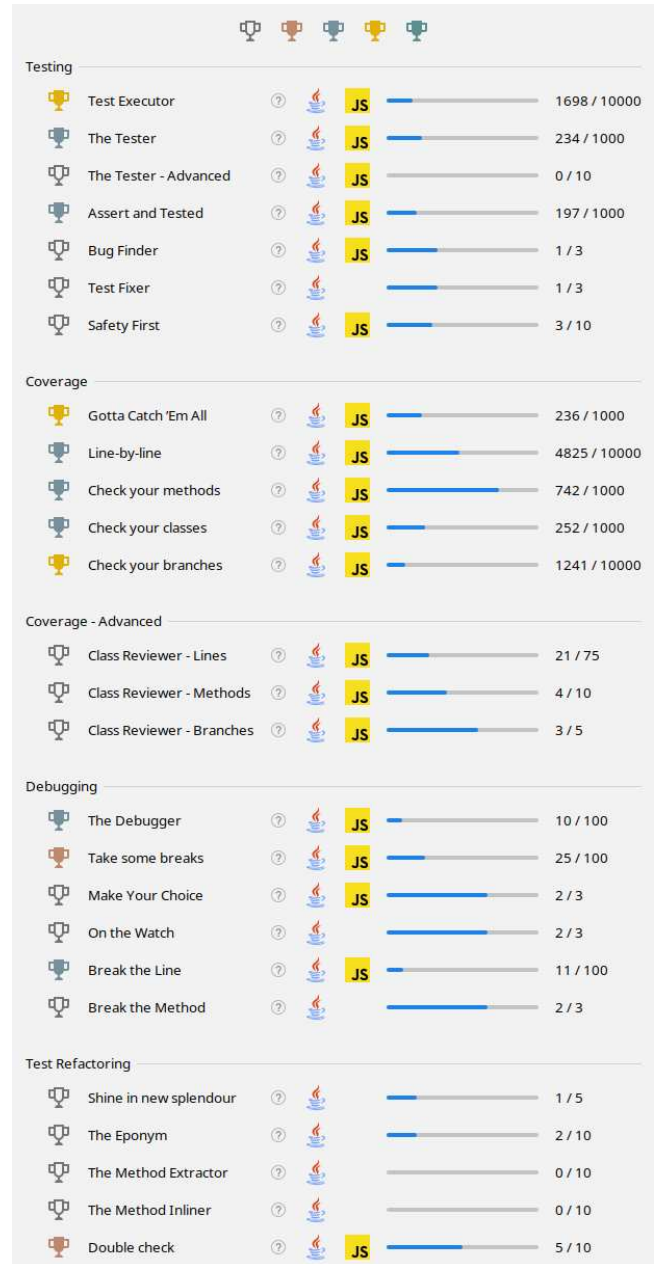 Testing
Test Executor ? JS 1698 / 10000
The Tester ? JS 234 / 1000
The Tester - Advanced ? JS 0 / 10
Assert and Tested ? JS 197 / 1000
Bug Finder ? JS 1 / 3
Test Fixer ? 1 / 3
Safety First ? JS 3 / 10
Coverage
Gotta Catch 'Em All ? JS 236 / 1000
Line-by-line ? JS 4825 / 10000
Check your methods ? JS 742 / 1000
Check your classes ? JS 252 / 1000
Check your branches ? JS 1241 / 10000
Coverage - Advanced
Class Reviewer - Lines ? JS 21 / 75
Class Reviewer - Methods ? JS 4 / 10
Class Reviewer - Branches ? JS 3 / 5
Debugging
The Debugger ? JS 10 / 100
Take some breaks ? JS 25 / 100
Make Your Choice ? JS 2 / 3
On the Watch ? 2 / 3
Break the Line ? JS 11 / 100
Break the Method ? 2 / 3
Test Refactoring
Shine in new splendour ? 1 / 5
The Eponym ? 2 / 10
The Method Extractor ? 0 / 10
The Method Inliner ? 0 / 10
Double check ? JS 5 / 10